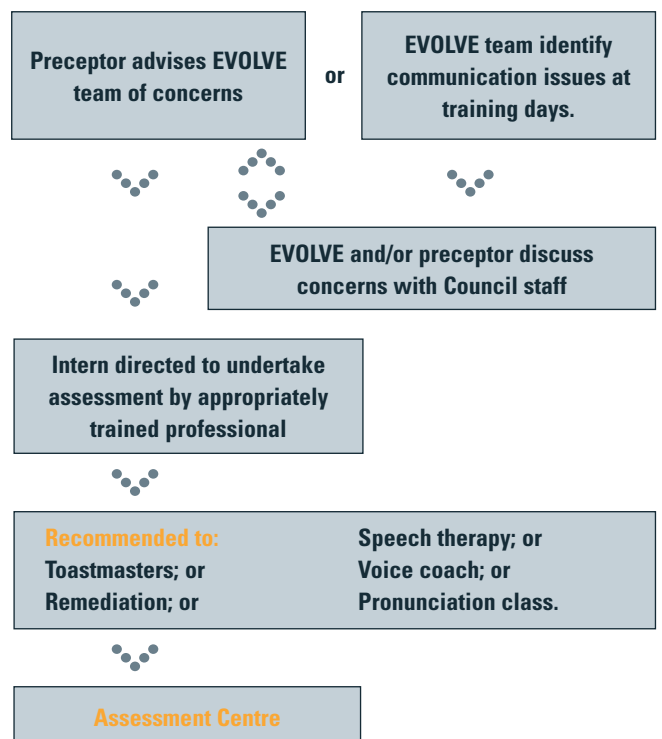 Preceptor advises EVOLVE
team of concerns
or
EVOLVE team identify
communication issues at
training days.
EVOLVE and/or preceptor discuss
concerns with Council staff
Intern directed to undertake
assessment by appropriately
trained professional
Recommended to:
Toastmasters; or
Remediation; or
Speech therapy; or
Voice coach; or
Pronunciation class.
Assessment Centre